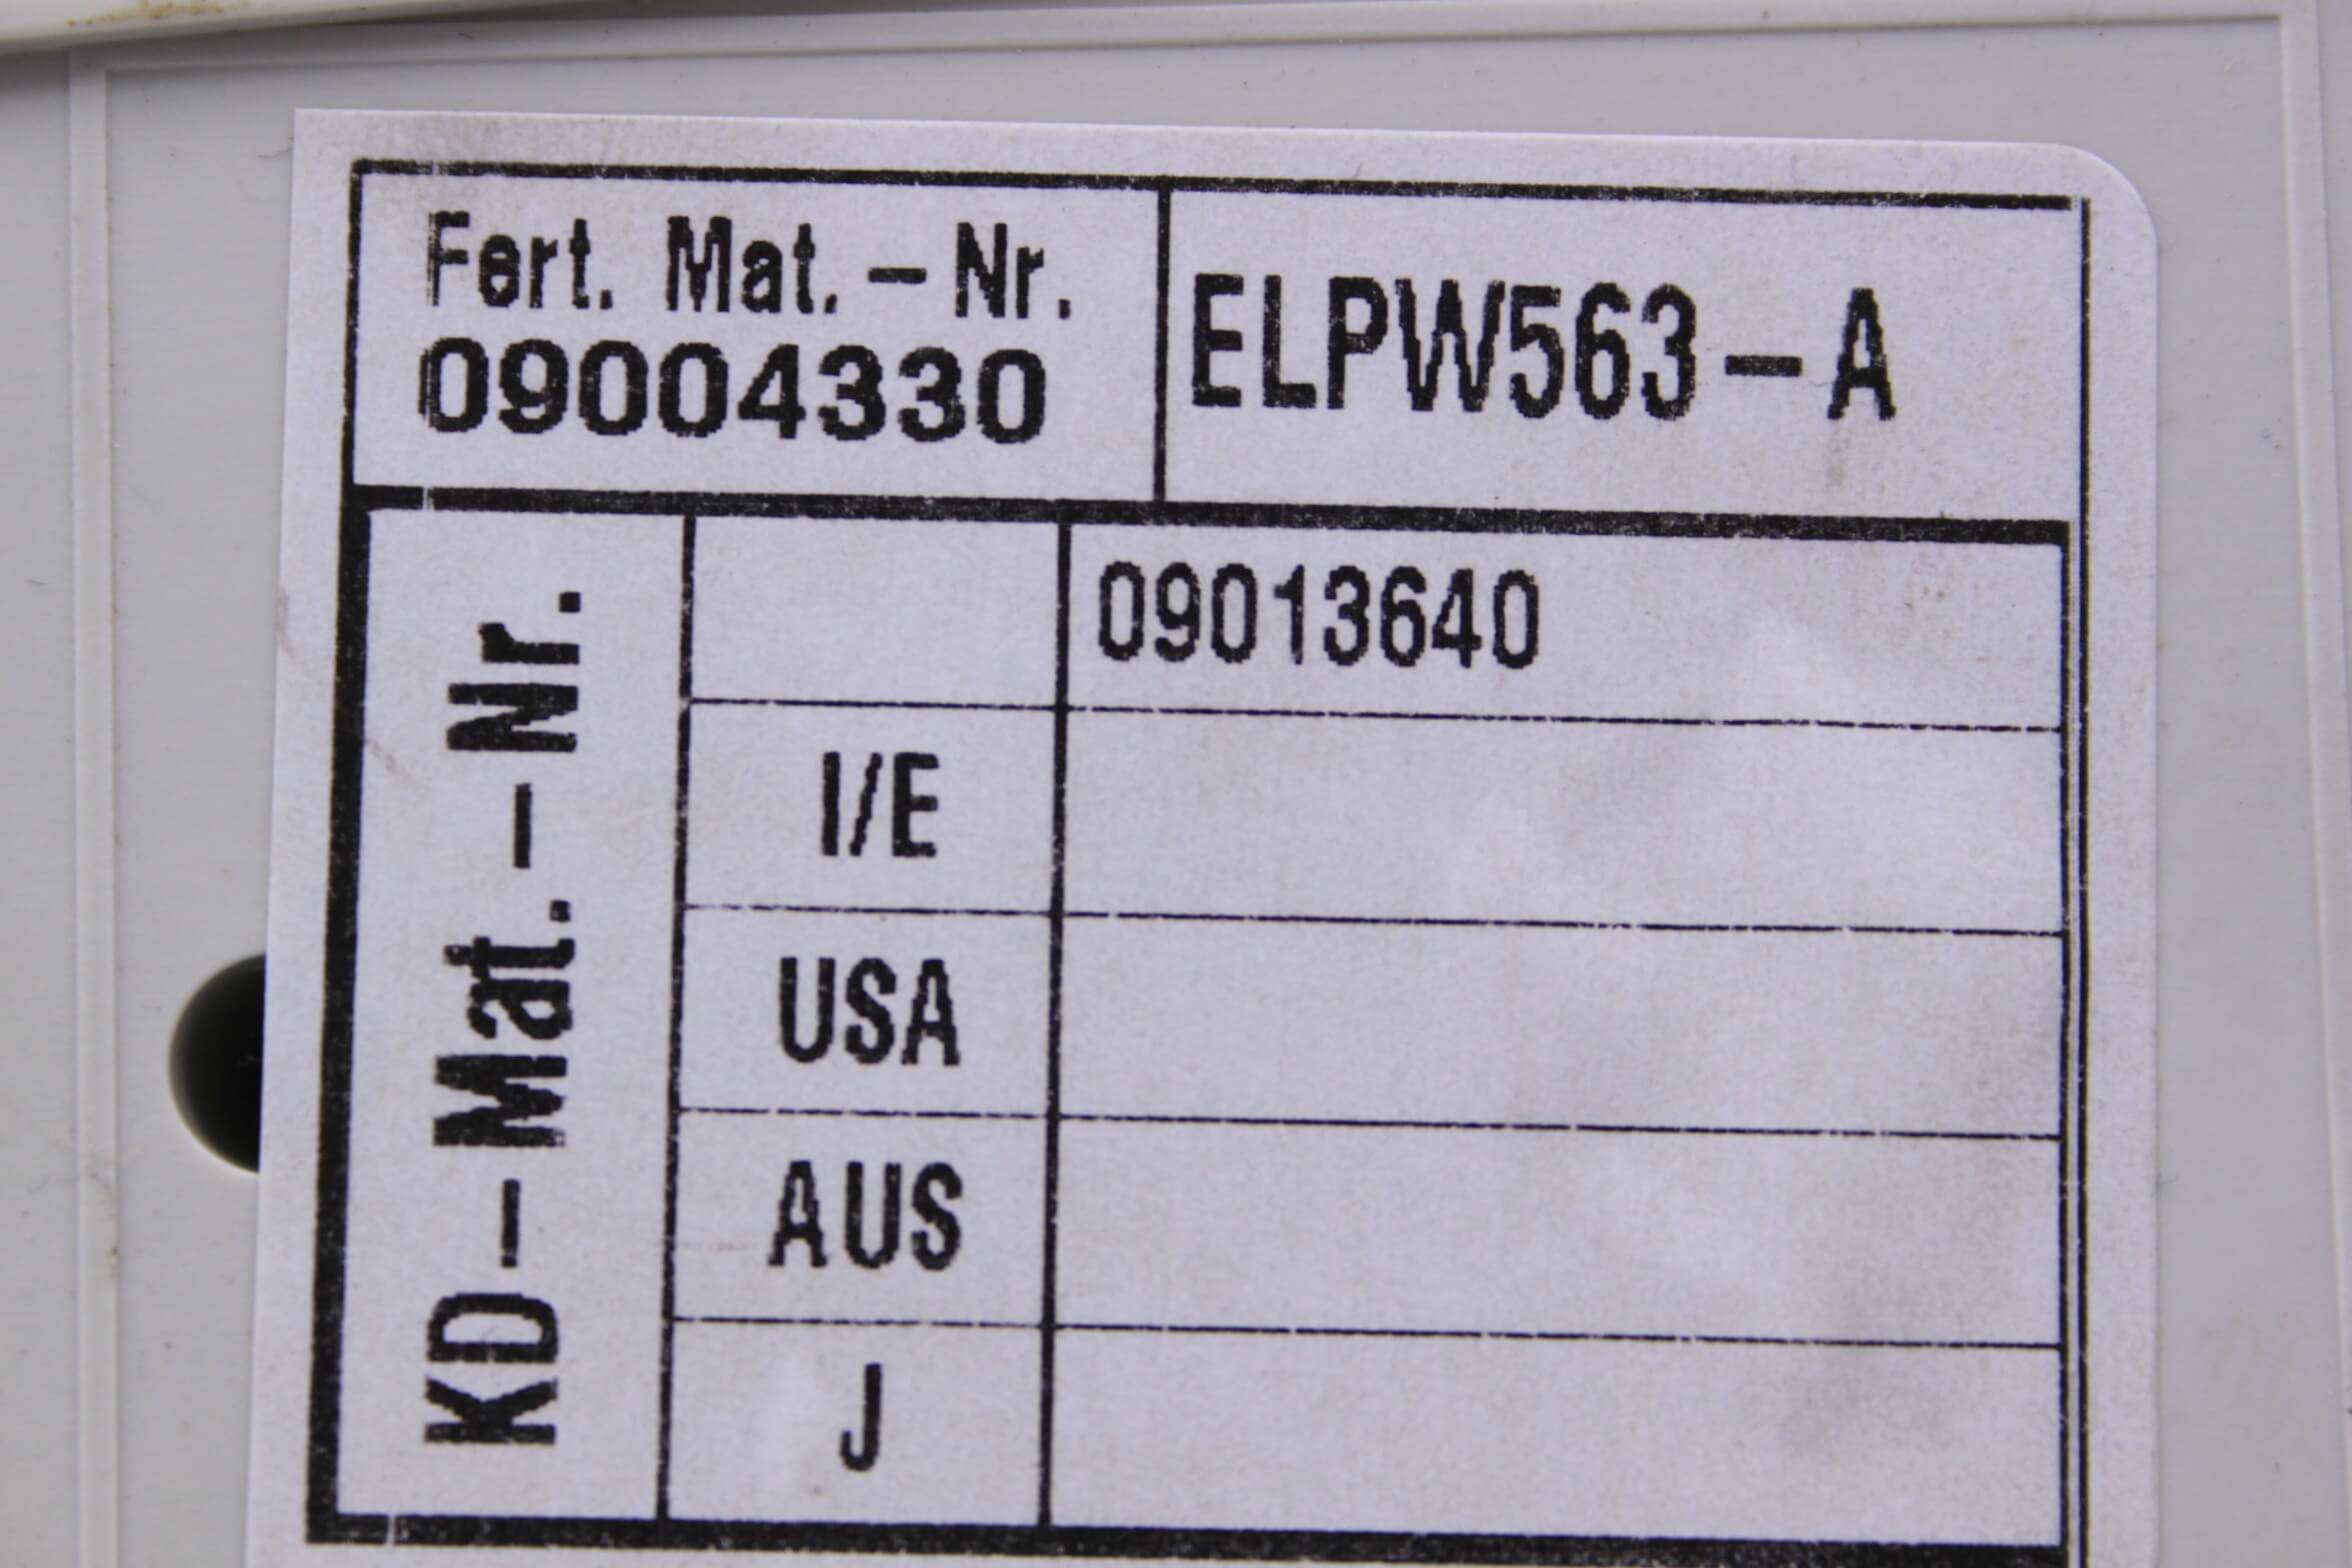 Fert. Mat.-Nr.
09004330
ELPW563-A
KD-Mat.-Nr.
09013640
I/E
USA
AUS
J